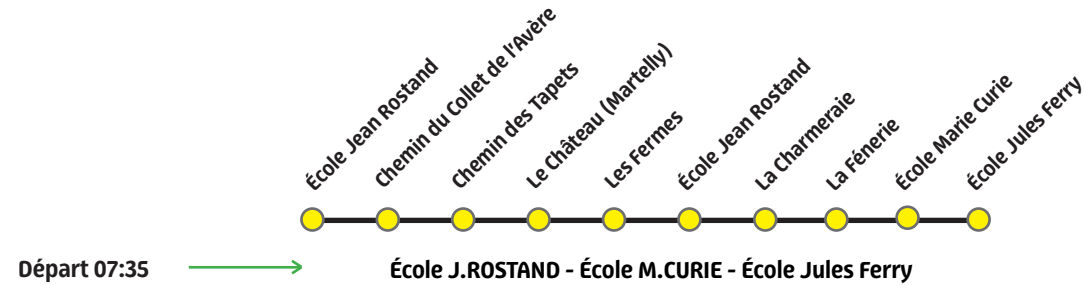 École Jean Rostand
Chemin du Collet de l'Avère
Chemin des Tapets
Le Château (Martelly)
Les Fermes
École Jean Rostand
La Charmeraie
La Fénerie
École Marie Curie
École Jules Ferry
Départ 07:35
École J.ROSTAND - École M.CURIE - École Jules Ferry